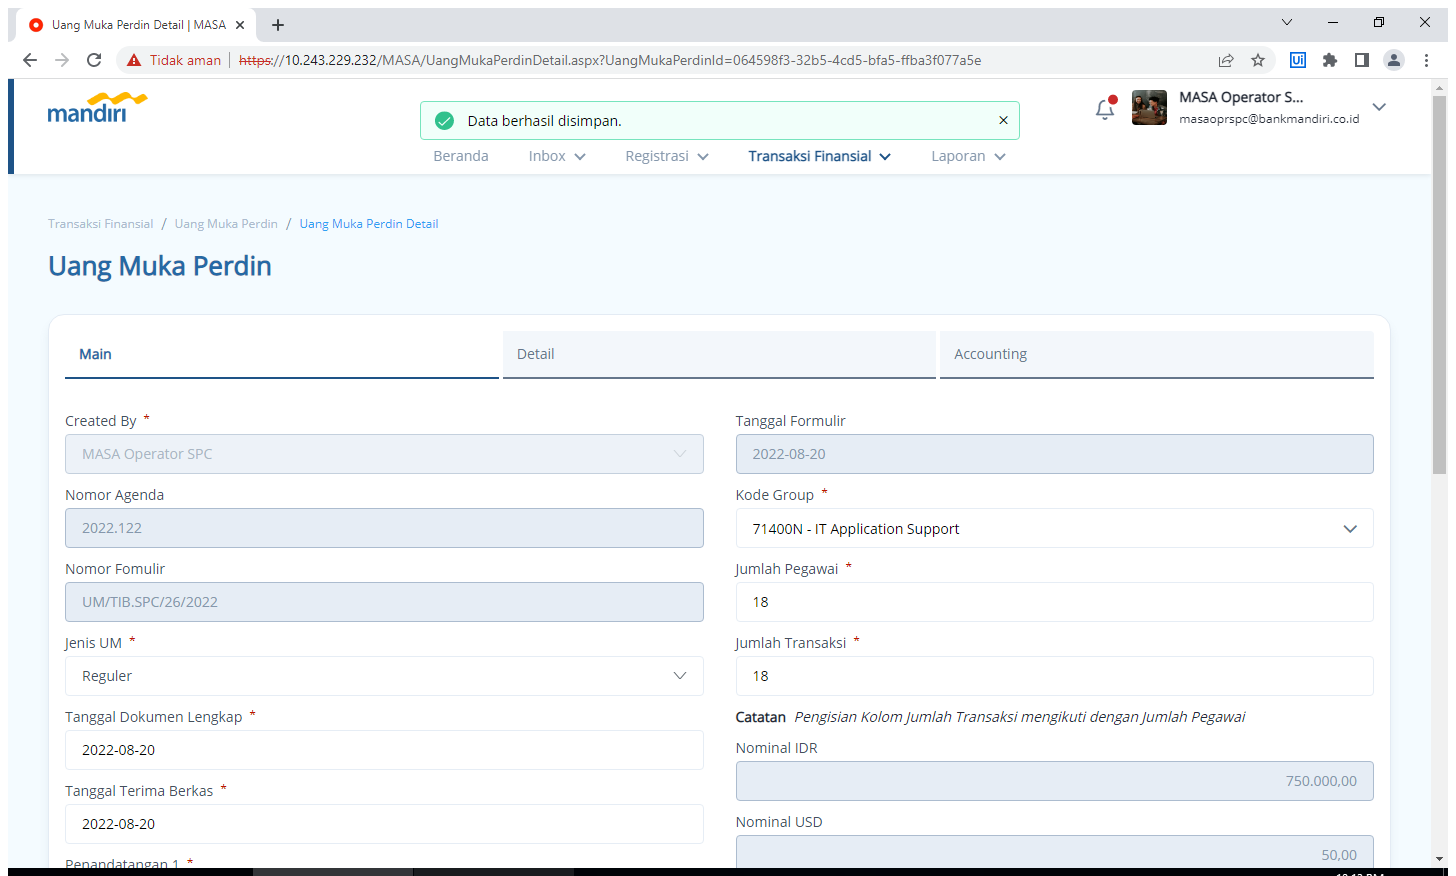 Uang Muka Perdin Detail | MASA
Tidak aman | https://10.243.229.232/MASA/UangMukaPerdinDetail.aspx?UangMukaPerdinId=064598f3-32b5-4cd5-bfa5-ffba3f077a5e
Ui
mandiri
Data berhasil disimpan.
MASA Operator S...
masaoprspc@bankmandiri.co.id
Beranda Inbox Registrasi Transaksi Finansial Laporan
Transaksi Finansial / Uang Muka Perdin / Uang Muka Perdin Detail
Uang Muka Perdin
Main Detail Accounting
Created By *
MASA Operator SPC
Nomor Agenda
2022.122
Nomor Fomulir
UM/TIB.SPC/26/2022
Jenis UM *
Reguler
Tanggal Dokumen Lengkap *
2022-08-20
Tanggal Terima Berkas *
2022-08-20
Penandatangan 1 *
Tanggal Formulir
2022-08-20
Kode Group *
71400N - IT Application Support
Jumlah Pegawai *
18
Jumlah Transaksi *
18
Catatan Pengisian Kolom Jumlah Transaksi mengikuti dengan Jumlah Pegawai
Nominal IDR
750.000,00
Nominal USD
50,00